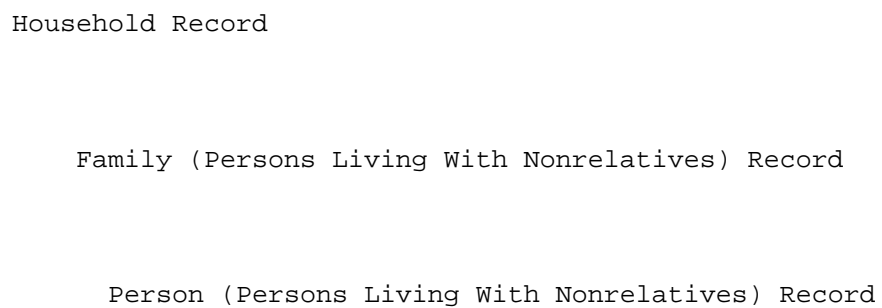 Household Record
Family (Persons Living With Nonrelatives) Record
Person (Persons Living With Nonrelatives) Record